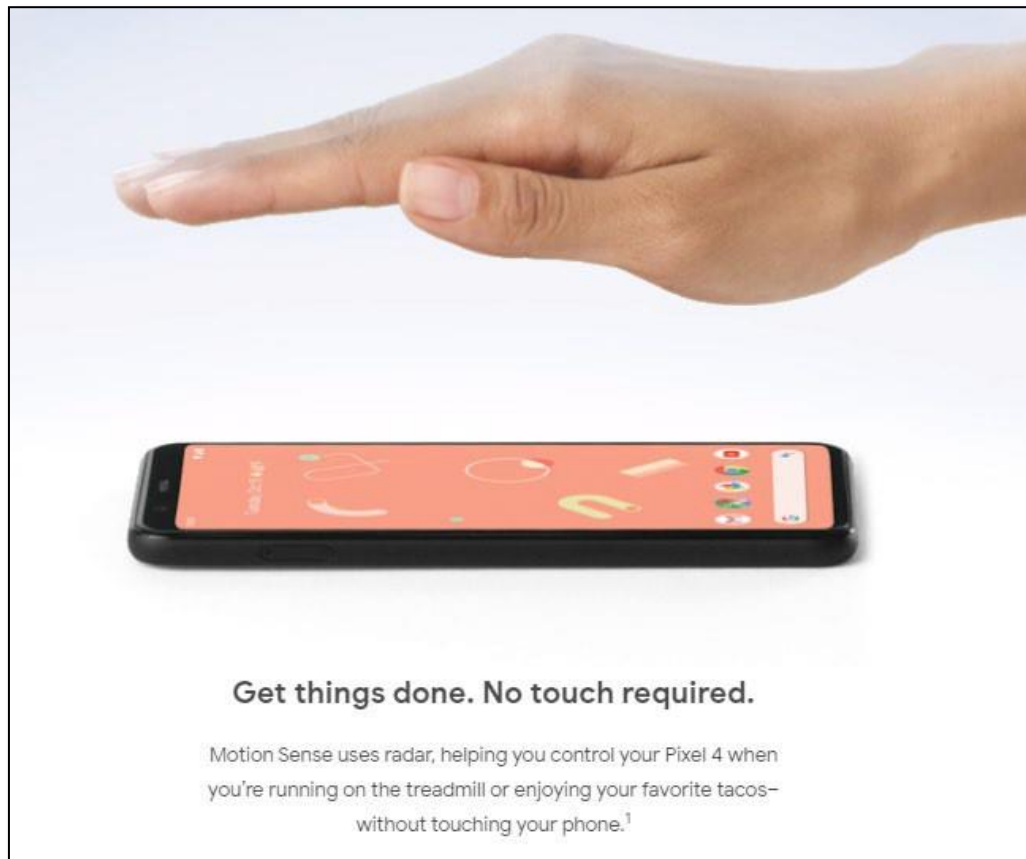 Get things done. No touch required.
Motion Sense uses radar, helping you control your Pixel 4 when
you're running on the treadmill or enjoying your favorite tacos–
without touching your phone.1